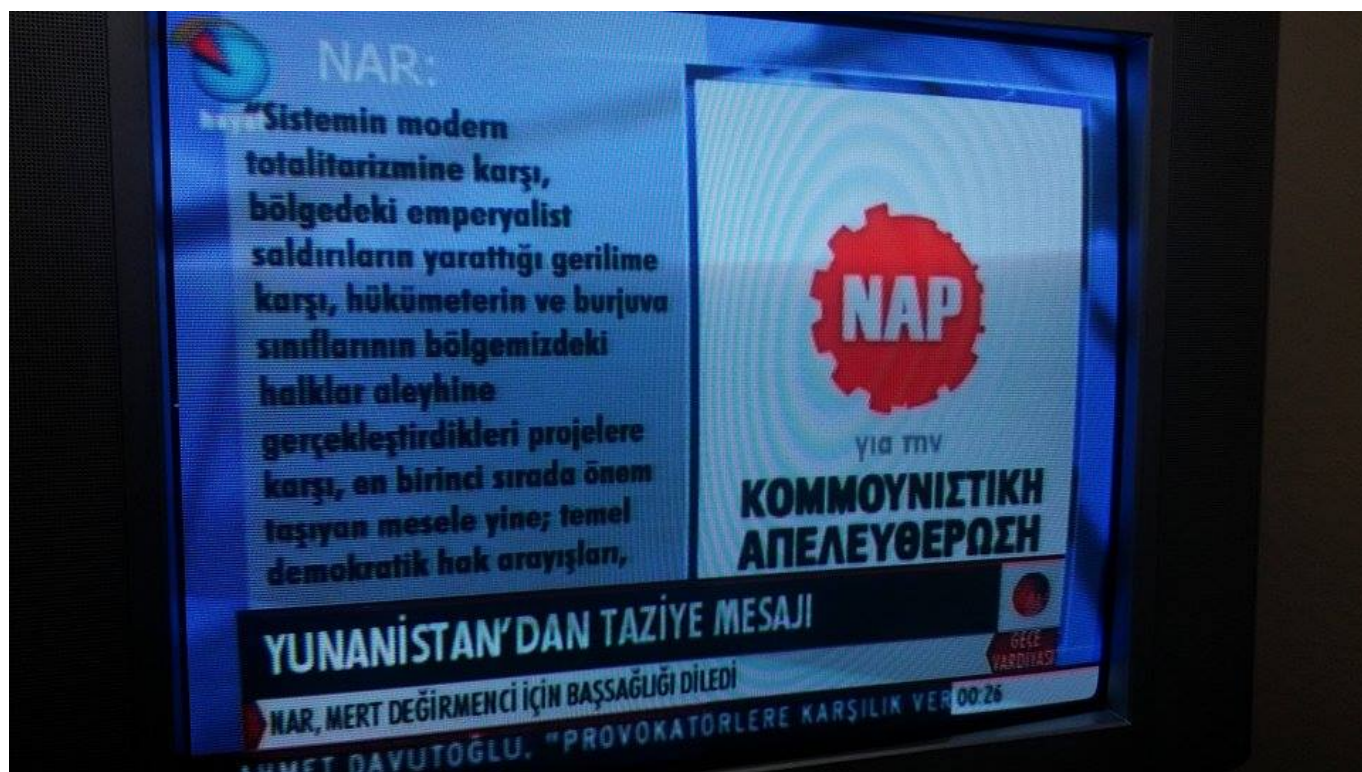 NAR:
"Sistemin modern
totalitarizmine karşı,
bölgedeki emperyalist
saldırıların yarattığı gerilime
karşı, hükümeterin ve burjuva
sınıflarının bölgemizdeki
halklar aleyhine
gerçekleştirdikleri projelere
karşı, en birinci sırada önem
taşıyan mesele yine; temel
demokratik hak arayışları,
ΝΑΡ
για την
ΚΟΜΜΟΥΝΙΣΤΙΚΗ
ΑΠΕΛΕΥΘΕΡΩΣΗ
YUNANİSTAN'DAN TAZİYE MESAJI
GECE
VARDİYASI
NAR, MERT DEĞİRMENCİ İÇİN BAŞSAĞLIĞI DİLEDİ
00:26
AHMET DAVUTOĞLU, "PROVOKATÖRLERE KARŞILIK VER